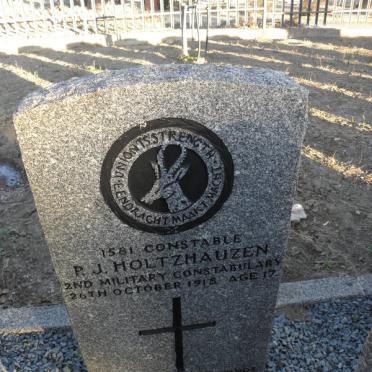 UNION IS STRENGTH
EENDRACHT MAAKT MACHT
1581 CONSTABLE
P. J. HOLTZHAUZEN
2ND MILITARY CONSTABULARY
26TH OCTOBER 1918 AGE 17